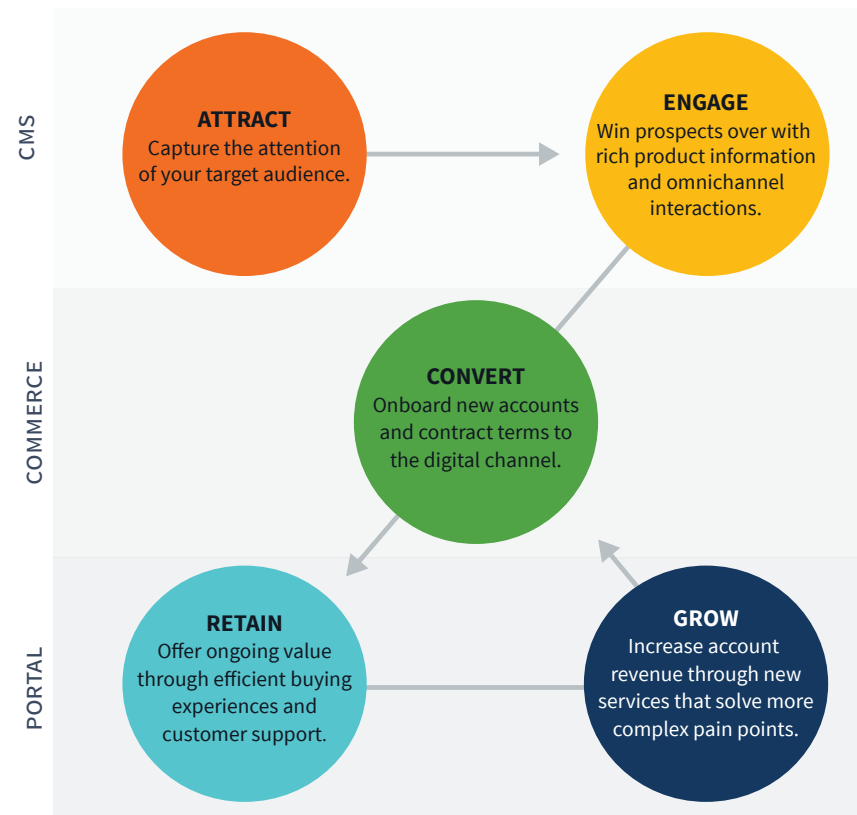 CMS
ATTRACT
Capture the attention
of your target audience.
ENGAGE
Win prospects over with
rich product information
and omnichannel
interactions.
COMMERCE
CONVERT
Onboard new accounts
and contract terms to
the digital channel.
PORTAL
RETAIN
Offer ongoing value
through efficient buying
experiences and
customer support.
GROW
Increase account
revenue through new
services that solve more
complex pain points.